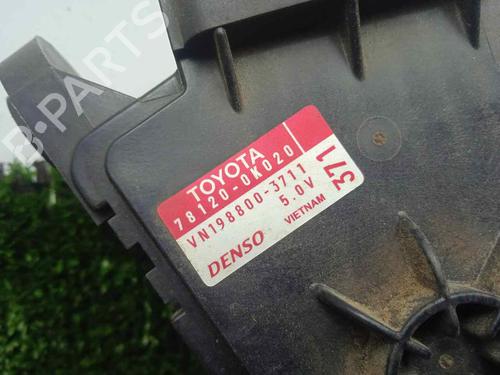 B-PARTS
TOYOTA
78120-0K020
VN198800-3711
5.0V
371
DENSO
VIETNAM